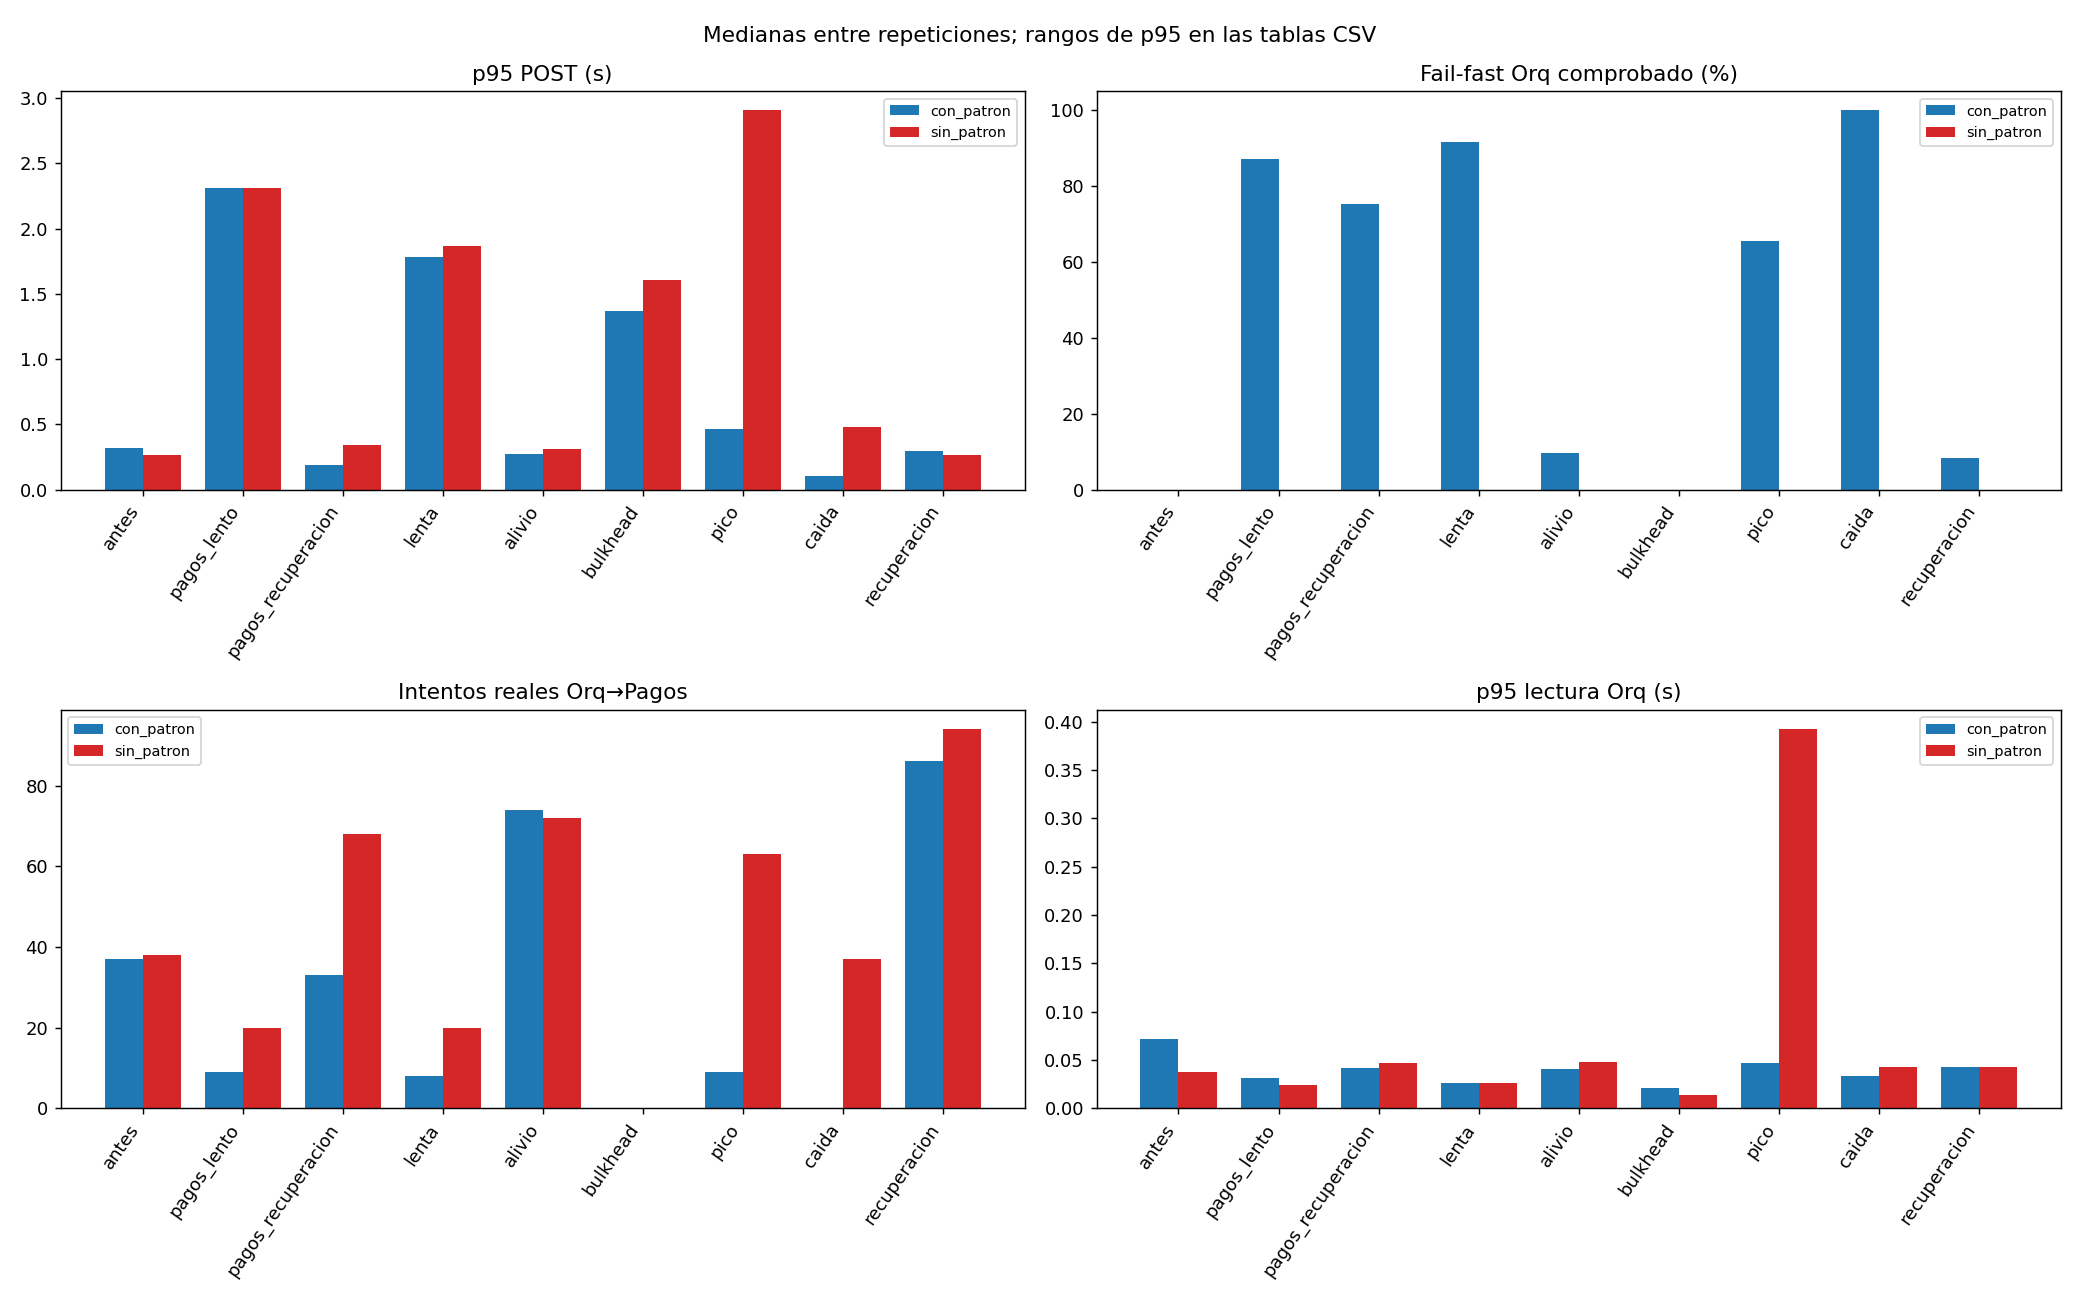 Medianas entre repeticiones; rangos de p95 en las tablas CSV
p95 POST (s)
3.0
2.5
2.0
1.5
1.0
0.5
0.0
con_patron
sin_patron
antes
pagos_lento
pagos_recuperacion
lenta
alivio
bulkhead
pico
caida
recuperacion
Fail-fast Orq comprobado (%)
100
80
60
40
20
0
con_patron
sin_patron
antes
pagos_lento
pagos_recuperacion
lenta
alivio
bulkhead
pico
caida
recuperacion
Intentos reales Orq→Pagos
80
60
40
20
0
con_patron
sin_patron
antes
pagos_lento
pagos_recuperacion
lenta
alivio
bulkhead
pico
caida
recuperacion
p95 lectura Orq (s)
0.40
0.35
0.30
0.25
0.20
0.15
0.10
0.05
0.00
con_patron
sin_patron
antes
pagos_lento
pagos_recuperacion
lenta
alivio
bulkhead
pico
caida
recuperacion